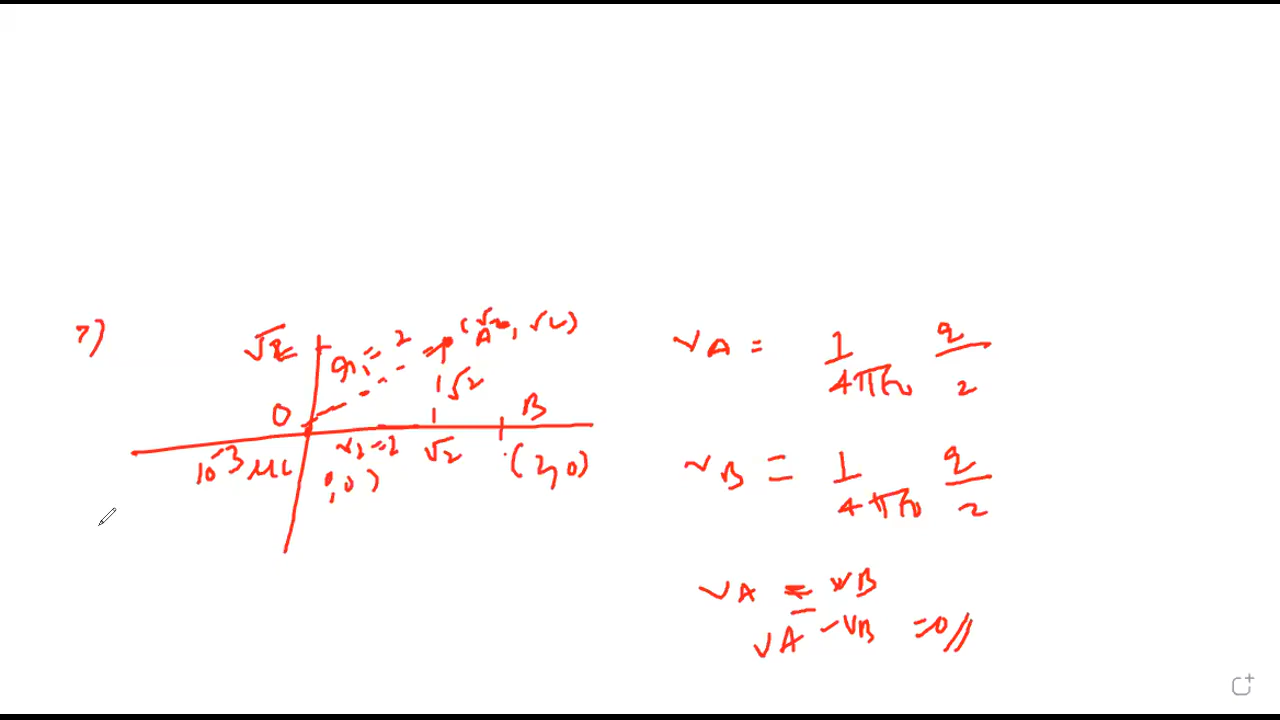 7)
√2
r₁ = 2
A (√2, √2)
√2
O
B
10⁻³ μC
r₂ = 2
√2
(2, 0)
, 0)
VA = 1/4πε₀ q/2
VB = 1/4πε₀ q/2
VA = VB
VA - VB = 0//